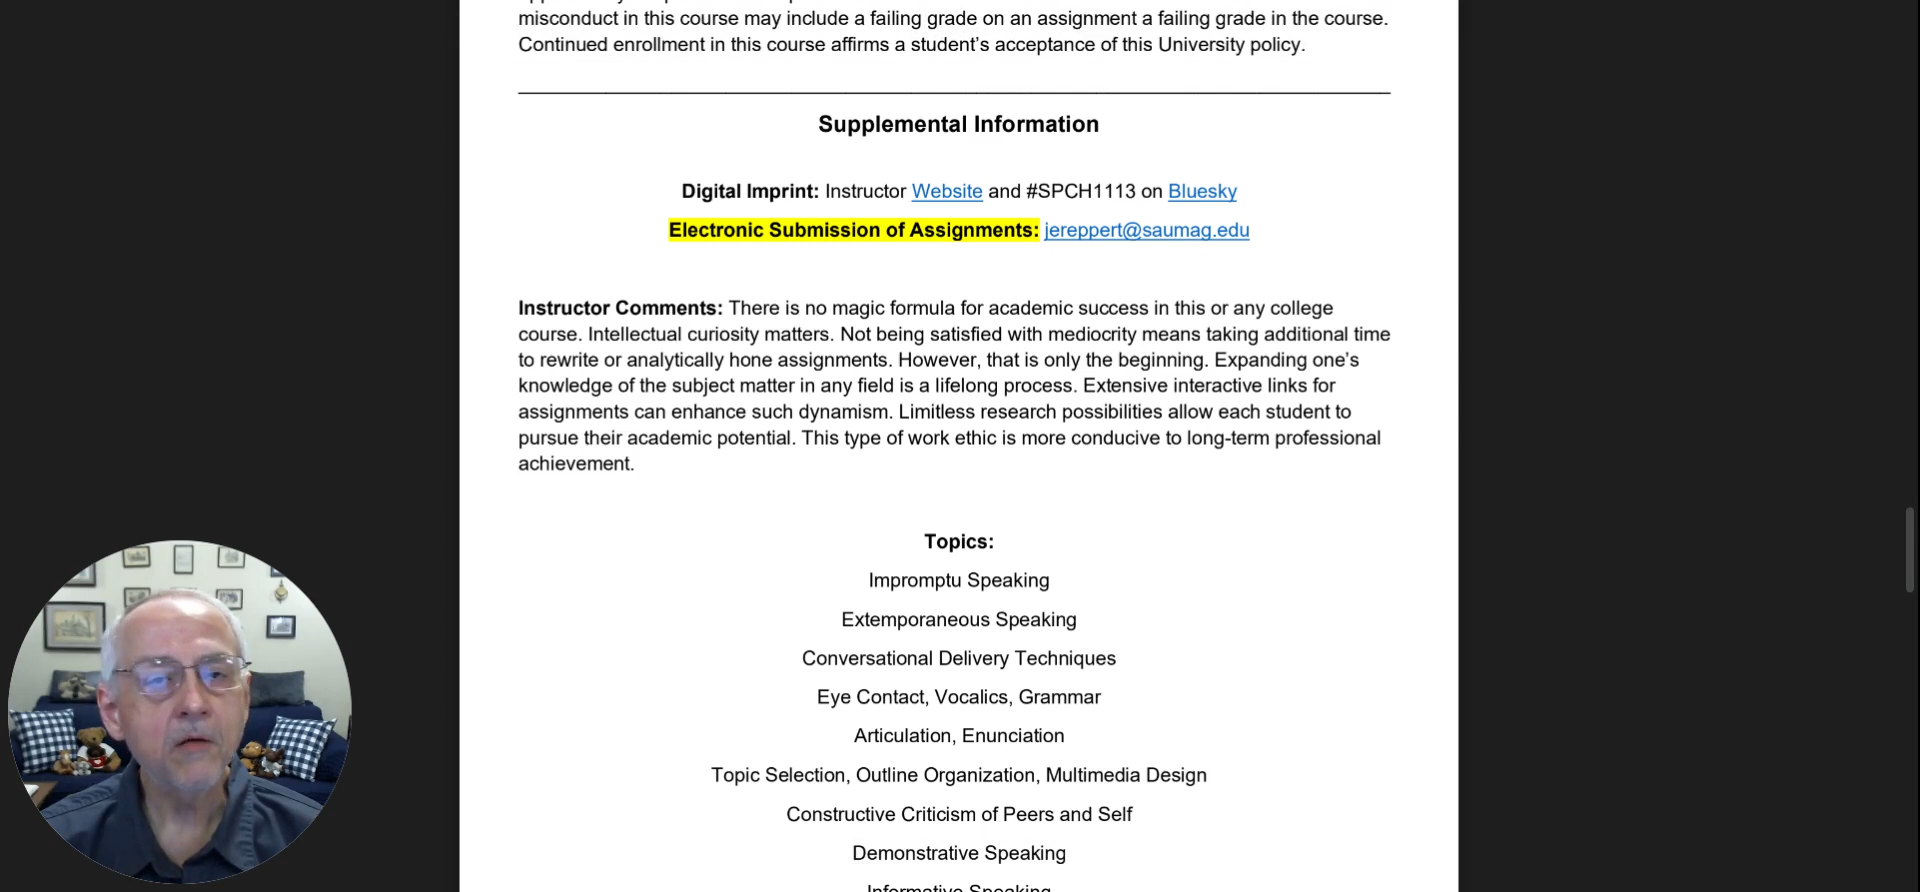 misconduct in this course may include a failing grade on an assignment a failing grade in the course.
Continued enrollment in this course affirms a student’s acceptance of this University policy.
Supplemental Information
Digital Imprint: Instructor Website and #SPCH1113 on Bluesky
Electronic Submission of Assignments: jereppert@saumag.edu
Instructor Comments: There is no magic formula for academic success in this or any college
course. Intellectual curiosity matters. Not being satisfied with mediocrity means taking additional time
to rewrite or analytically hone assignments. However, that is only the beginning. Expanding one’s
knowledge of the subject matter in any field is a lifelong process. Extensive interactive links for
assignments can enhance such dynamism. Limitless research possibilities allow each student to
pursue their academic potential. This type of work ethic is more conducive to long-term professional
achievement.
Topics:
Impromptu Speaking
Extemporaneous Speaking
Conversational Delivery Techniques
Eye Contact, Vocalics, Grammar
Articulation, Enunciation
Topic Selection, Outline Organization, Multimedia Design
Constructive Criticism of Peers and Self
Demonstrative Speaking
Informative Speaking